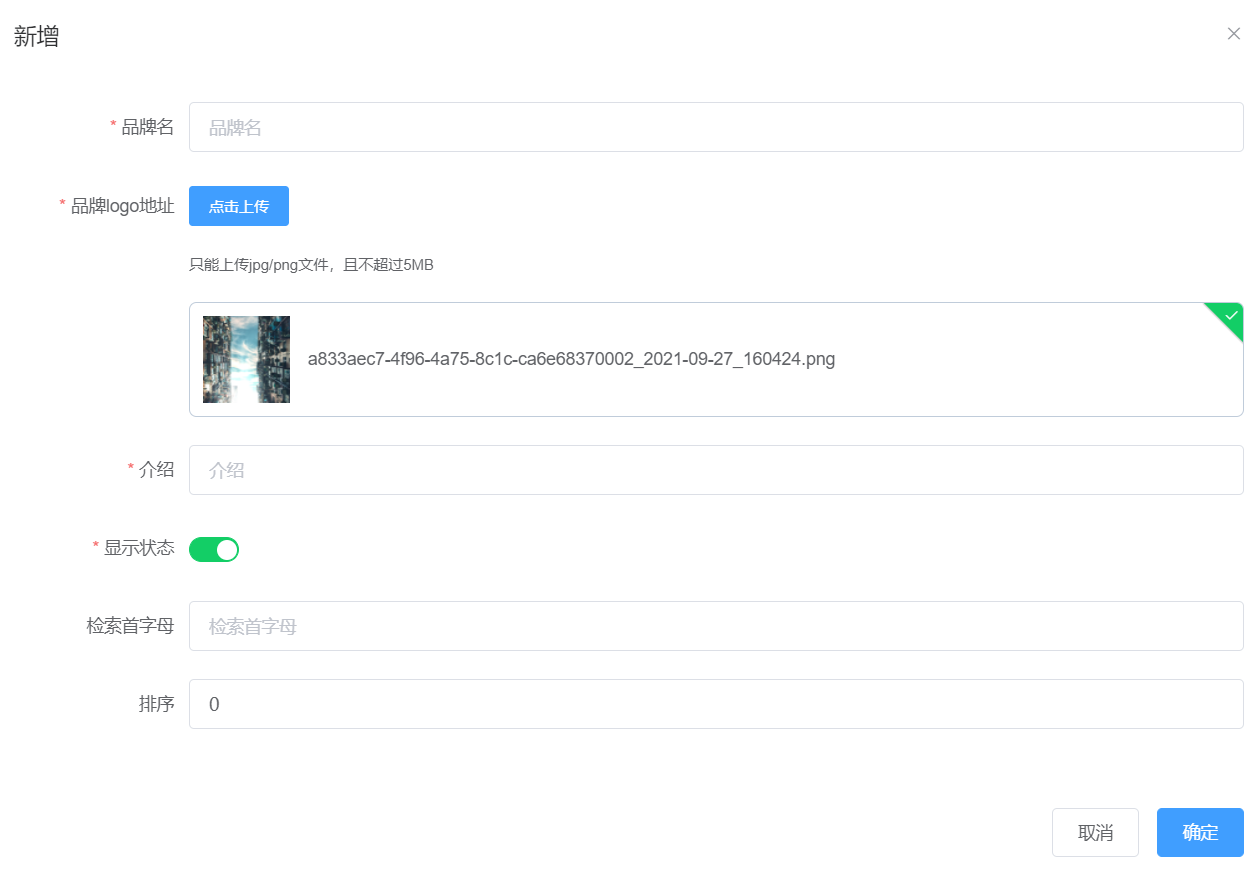 新增
* 品牌名
品牌名
* 品牌logo地址
点击上传
只能上传jpg/png文件，且不超过5MB
a833aec7-4f96-4a75-8c1c-ca6e68370002_2021-09-27_160424.png
* 介绍
介绍
* 显示状态
检索首字母
检索首字母
排序
0
取消
确定